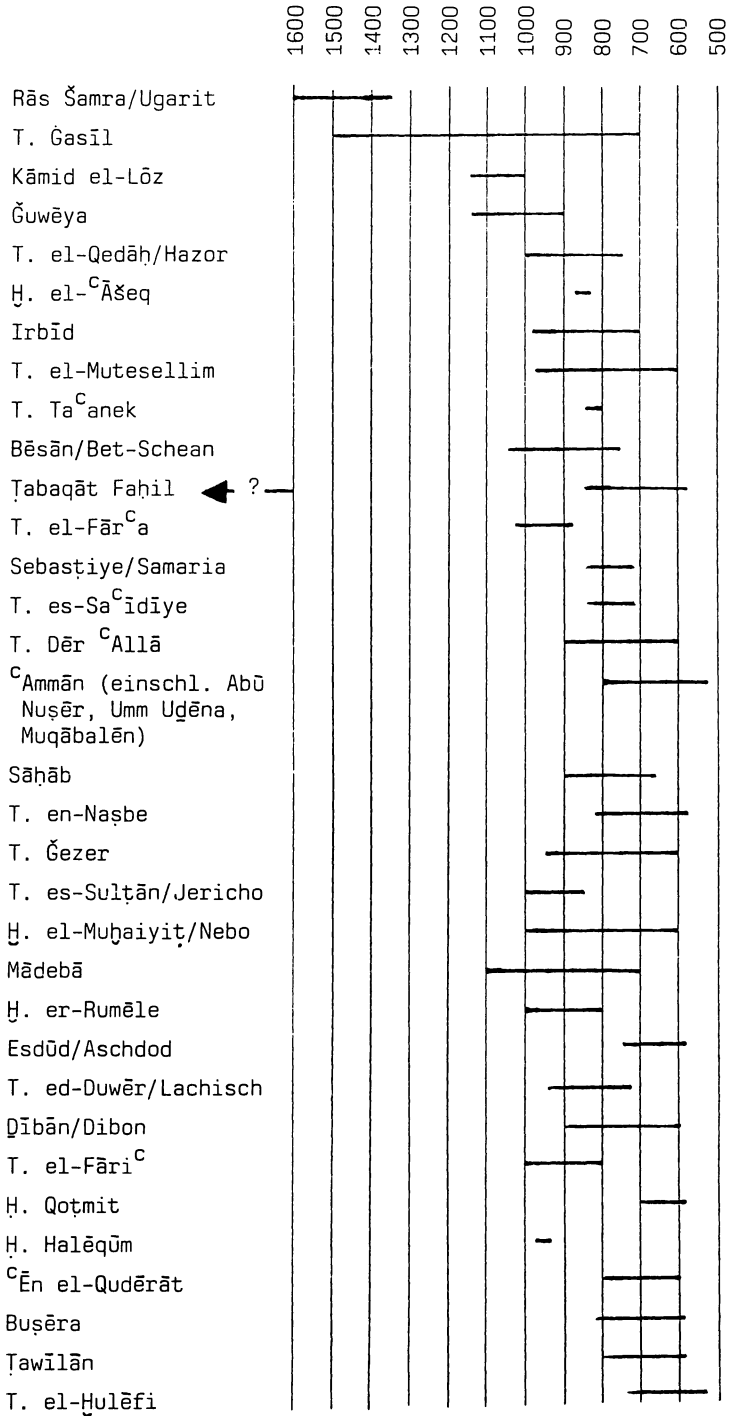 1600 1500 1400 1300 1200 1100 1000 900 800 700 600 500
Rās Šamra/Ugarit
T. Ġasīl
Kāmid el-Lōz
Ǧuwēya
T. el-Qedāḥ/Hazor
Ḫ. el-ᶜĀšeq
Irbīd
T. el-Mutesellim
T. Taᶜanek
Bēsān/Bet-Schean
Ṭabaqāt Faḥil ?
T. el-Fārᶜa
Sebasṭiye/Samaria
T. es-Saᶜīdīye
T. Dēr ᶜAllā
ᶜAmmān (einschl. Abū
Nuṣēr, Umm Uḏēna,
Muqābalēn)
Sāḥāb
T. en-Naṣbe
T. Ǧezer
T. es-Sulṭān/Jericho
Ḫ. el-Muḫaiyiṭ/Nebo
Mādebā
Ḫ. er-Rumēle
Esdūd/Aschdod
T. ed-Duwēr/Lachisch
Ḏībān/Dibon
T. el-Fāriᶜ
Ḥ. Qoṭmit
Ḥ. Halēqūm
ᶜĒn el-Qudērāt
Buṣēra
Ṭawīlān
T. el-Ḫulēfi